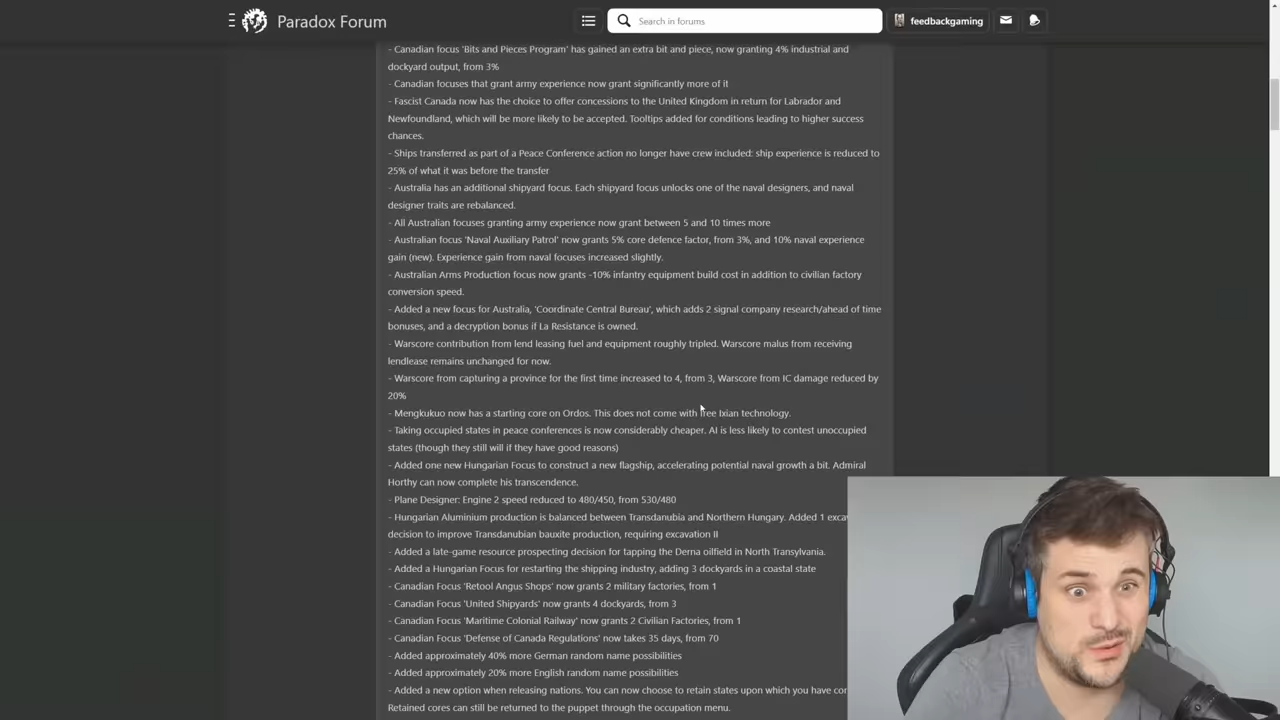 Paradox Forum
Search in forums
feedbackgaming
- Canadian focus 'Bits and Pieces Program' has gained an extra bit and piece, now granting 4% industrial and
dockyard output, from 3%
- Canadian focuses that grant army experience now grant significantly more of it
- Fascist Canada now has the choice to offer concessions to the United Kingdom in return for Labrador and
Newfoundland, which will be more likely to be accepted. Tooltips added for conditions leading to higher success
chances.
- Ships transferred as part of a Peace Conference action no longer have crew included: ship experience is reduced to
25% of what it was before the transfer
- Australia has an additional shipyard focus. Each shipyard focus unlocks one of the naval designers, and naval
designer traits are rebalanced.
- All Australian focuses granting army experience now grant between 5 and 10 times more
- Australian focus 'Naval Auxiliary Patrol' now grants 5% core defence factor, from 3%, and 10% naval experience
gain (new). Experience gain from naval focuses increased slightly.
- Australian Arms Production focus now grants -10% infantry equipment build cost in addition to civilian factory
conversion speed.
- Added a new focus for Australia, 'Coordinate Central Bureau', which adds 2 signal company research/ahead of time
bonuses, and a decryption bonus if La Resistance is owned.
- Warscore contribution from lend leasing fuel and equipment roughly tripled. Warscore malus from receiving
lendlease remains unchanged for now.
- Warscore from capturing a province for the first time increased to 4, from 3, Warscore from IC damage reduced by
20%
- Mengkukuo now has a starting core on Ordos. This does not come with free Ixian technology.
- Taking occupied states in peace conferences is now considerably cheaper. AI is less likely to contest unoccupied
states (though they still will if they have good reasons)
- Added one new Hungarian Focus to construct a new flagship, accelerating potential naval growth a bit. Admiral
Horthy can now complete his transcendence.
- Plane Designer: Engine 2 speed reduced to 480/450, from 530/480
- Hungarian Aluminium production is balanced between Transdanubia and Northern Hungary. Added 1 exca
decision to improve Transdanubian bauxite production, requiring excavation II
- Added a late-game resource prospecting decision for tapping the Derna oilfield in North Transylvania.
- Added a Hungarian Focus for restarting the shipping industry, adding 3 dockyards in a coastal state
- Canadian Focus 'Retool Angus Shops' now grants 2 military factories, from 1
- Canadian Focus 'United Shipyards' now grants 4 dockyards, from 3
- Canadian Focus 'Maritime Colonial Railway' now grants 2 Civilian Factories, from 1
- Canadian Focus 'Defense of Canada Regulations' now takes 35 days, from 70
- Added approximately 40% more German random name possibilities
- Added approximately 20% more English random name possibilities
- Added a new option when releasing nations. You can now choose to retain states upon which you have
Retained cores can still be returned to the puppet through the occupation menu.